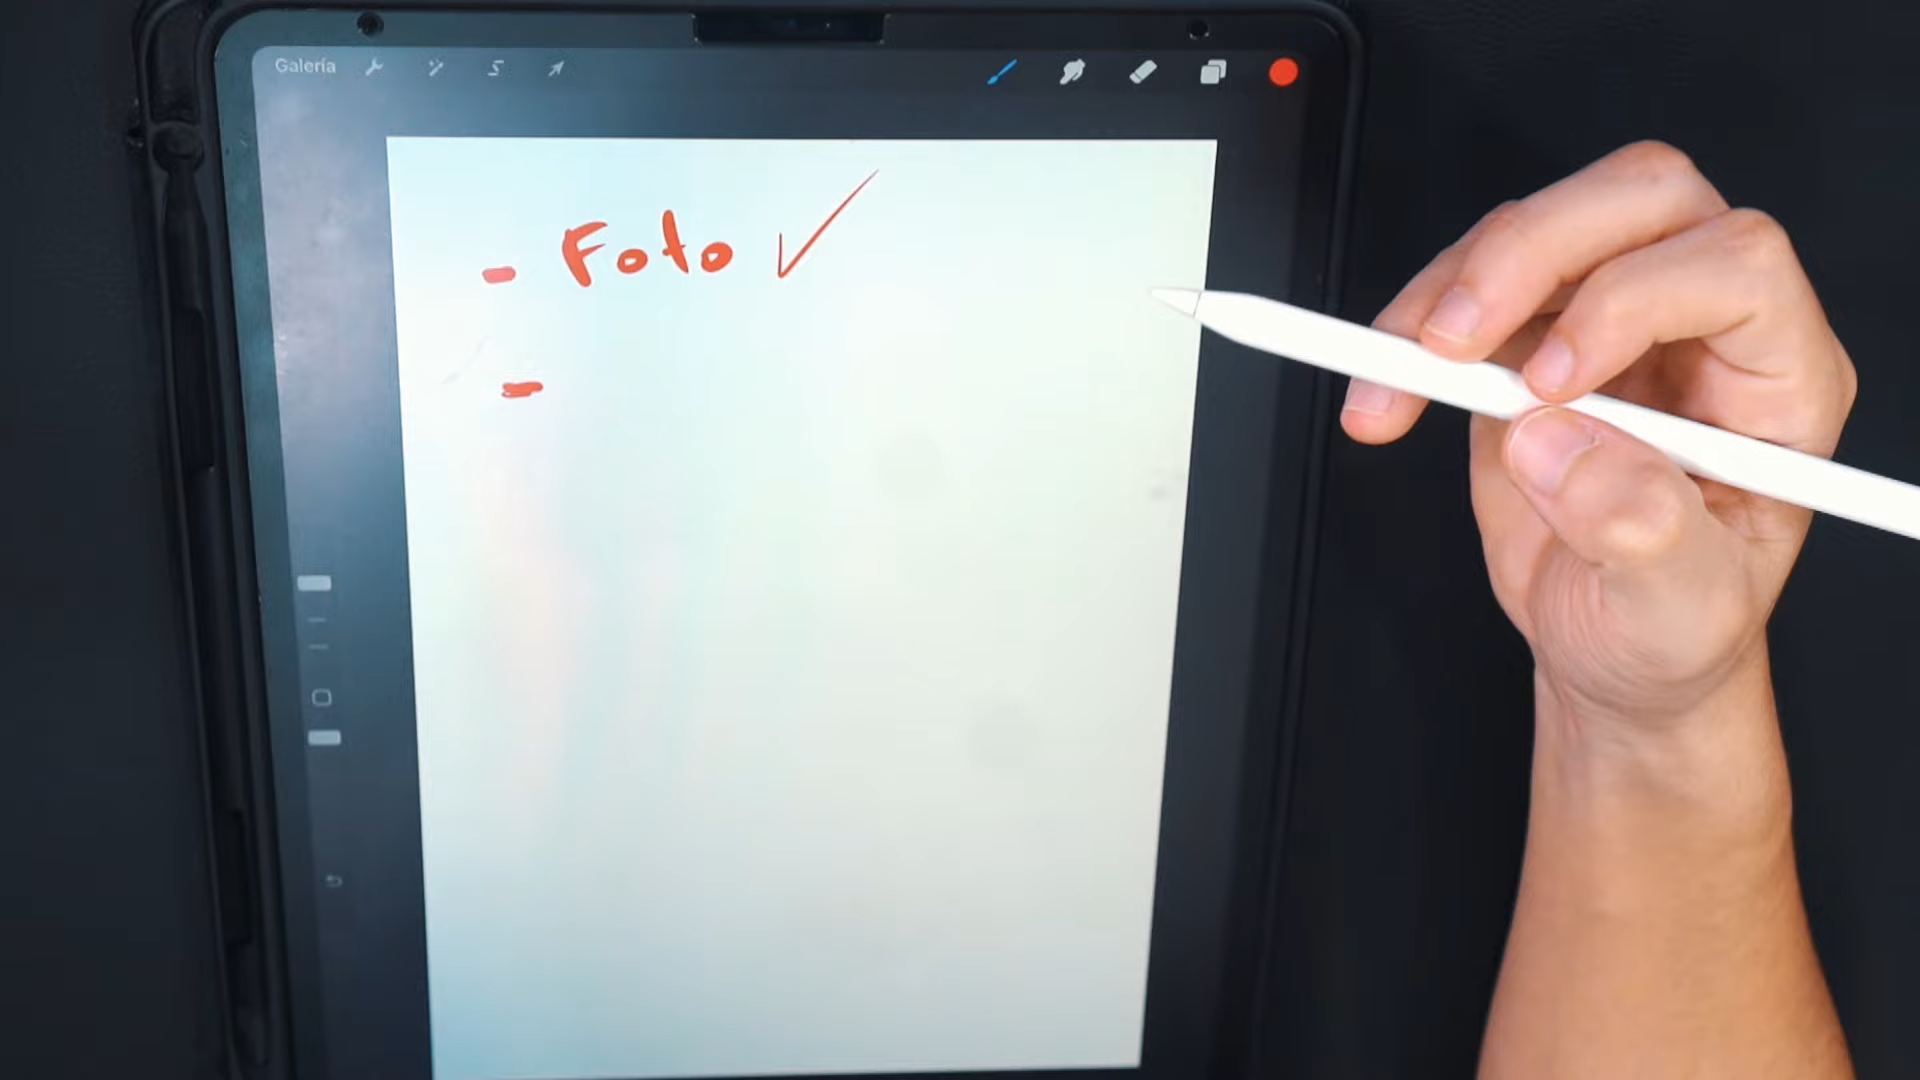 Galería
- Foto ✓
-